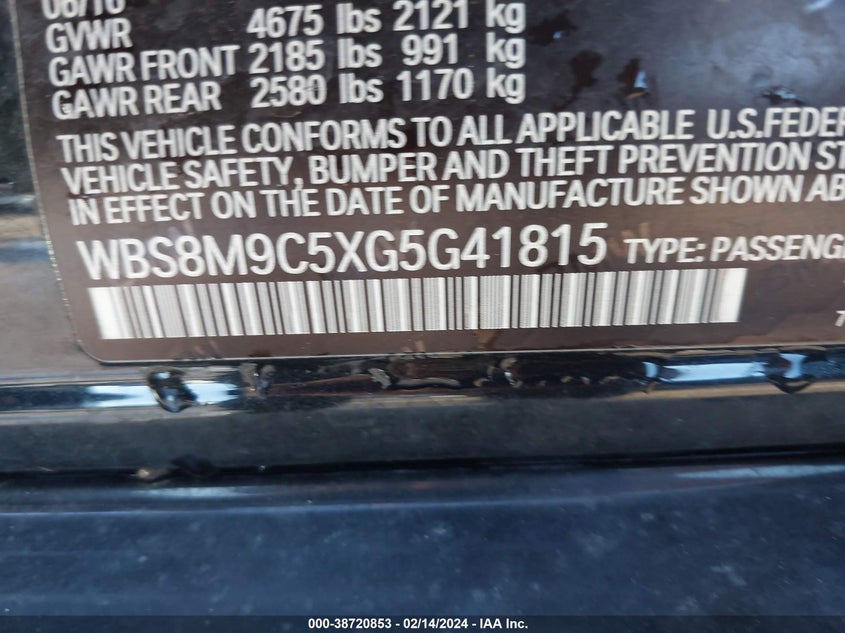 GVWR 4675 lbs 2121 kg
GAWR FRONT 2185 lbs 991 kg
GAWR REAR 2580 lbs 1170 kg
THIS VEHICLE CONFORMS TO ALL APPLICABLE U.S.FEDER
VEHICLE SAFETY, BUMPER AND THEFT PREVENTION ST
IN EFFECT ON THE DATE OF MANUFACTURE SHOWN AB
WBS8M9C5XG5G41815 TYPE: PASSENG
000-38720853 - 02/14/2024 - IAAI.COM